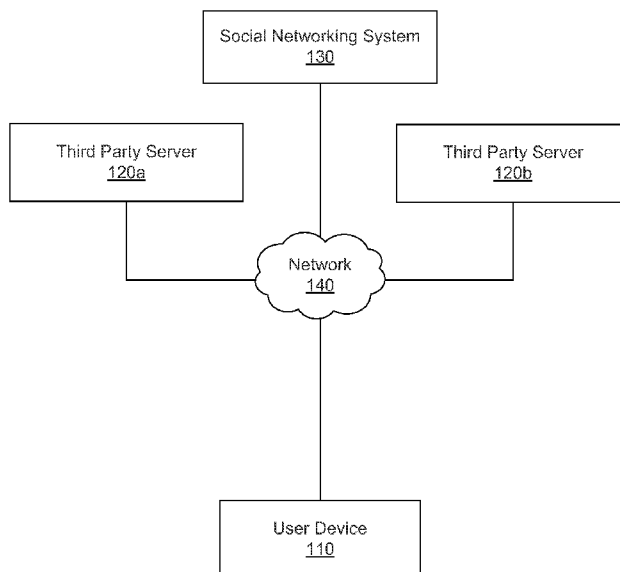 Social Networking System
130
Third Party Server
120a
Third Party Server
120b
Network
140
User Device
110